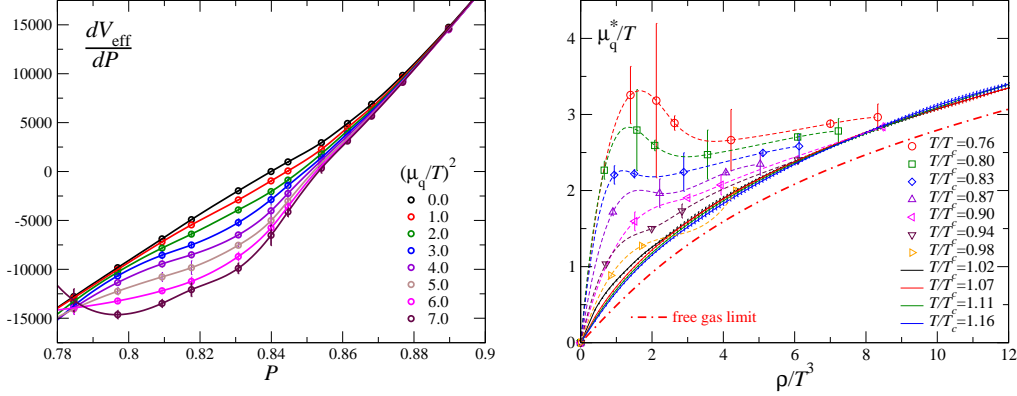 dV_eff
dP
15000
10000
5000
0
-5000
-10000
-15000
(μ_q/T)²
0.0
1.0
2.0
3.0
4.0
5.0
6.0
7.0
0.78 0.8 0.82 0.84 0.86 0.88 0.9
P
μ_q^*/T
4
3
2
1
0
T/T_c=0.76
T/T_c=0.80
T/T_c=0.83
T/T_c=0.87
T/T_c=0.90
T/T_c=0.94
T/T_c=0.98
T/T_c=1.02
T/T_c=1.07
T/T_c=1.11
T/T_c=1.16
free gas limit
0 2 4 6 8 10 12
ρ/T³